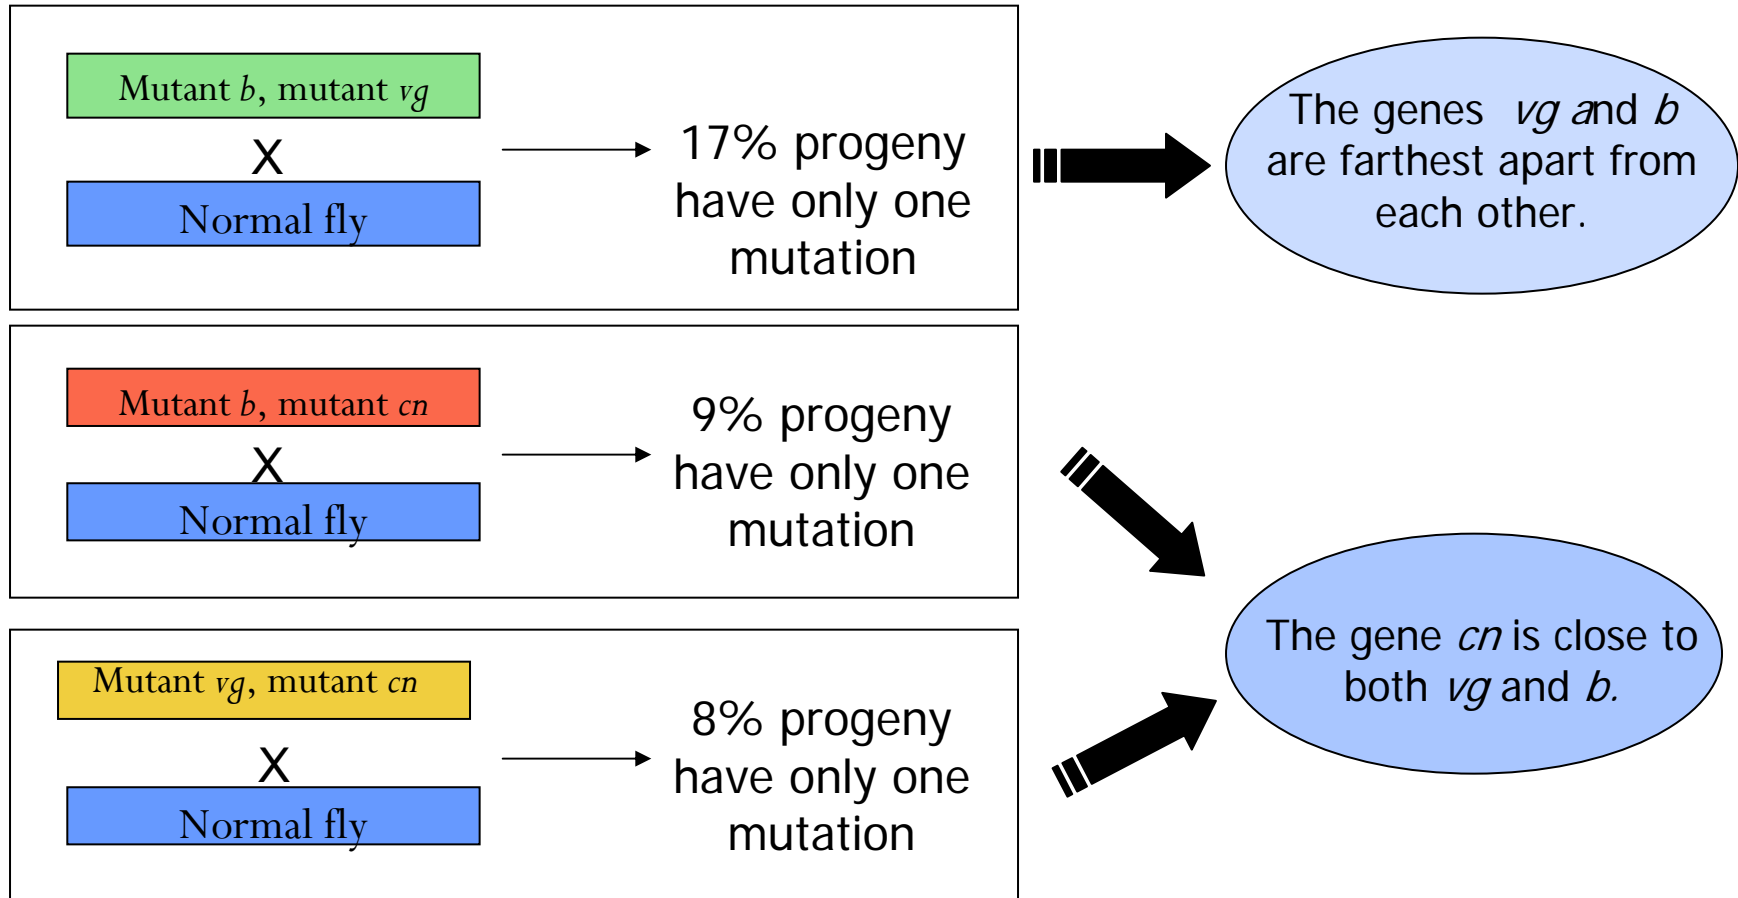 Mutant b, mutant vg
X
Normal fly
17% progeny
have only one
mutation
The genes vg and b
are farthest apart from
each other.
Mutant b, mutant cn
X
Normal fly
9% progeny
have only one
mutation
Mutant vg, mutant cn
X
Normal fly
8% progeny
have only one
mutation
The gene cn is close to
both vg and b.